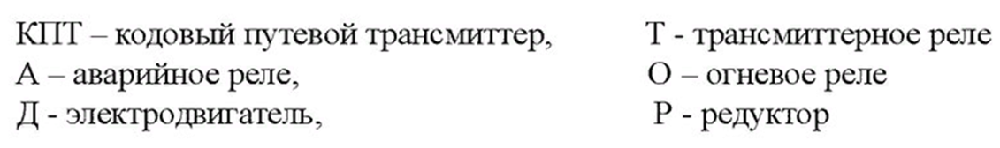 КПТ – кодовый путевой трансмиттер, Т - трансмиттерное реле
А – аварийное реле, О – огневое реле
Д - электродвигатель, Р - редуктор